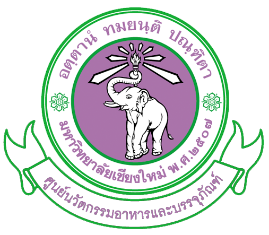 อตฺตานํ ทมยนฺติ ปณฺฑิตา
มหาวิทยาลัยเชียงใหม่ พ.ศ.๒๕๐๗
ศูนย์นวัตกรรมอาหารและบรรจุภัณฑ์